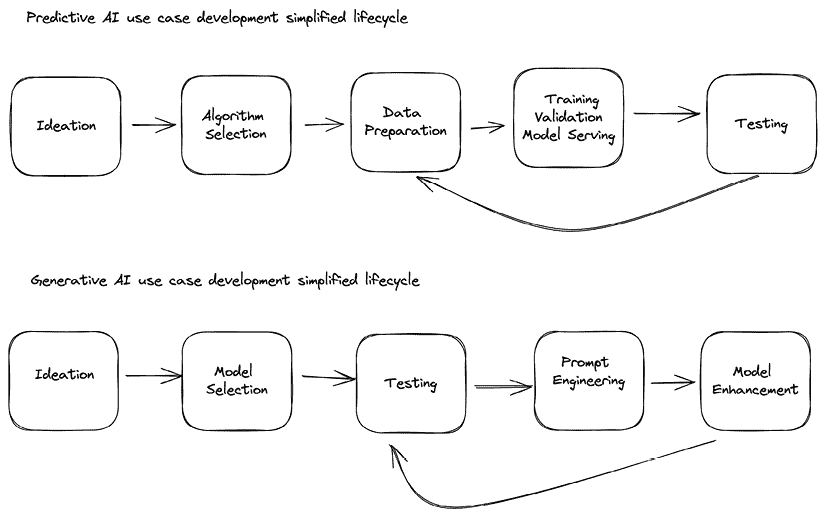 Predictive AI use case development simplified lifecycle
Ideation
Algorithm
Selection
Data
Preparation
Training
Validation
Model Serving
Testing
Generative AI use case development simplified lifecycle
Ideation
Model
Selection
Testing
Prompt
Engineering
Model
Enhancement